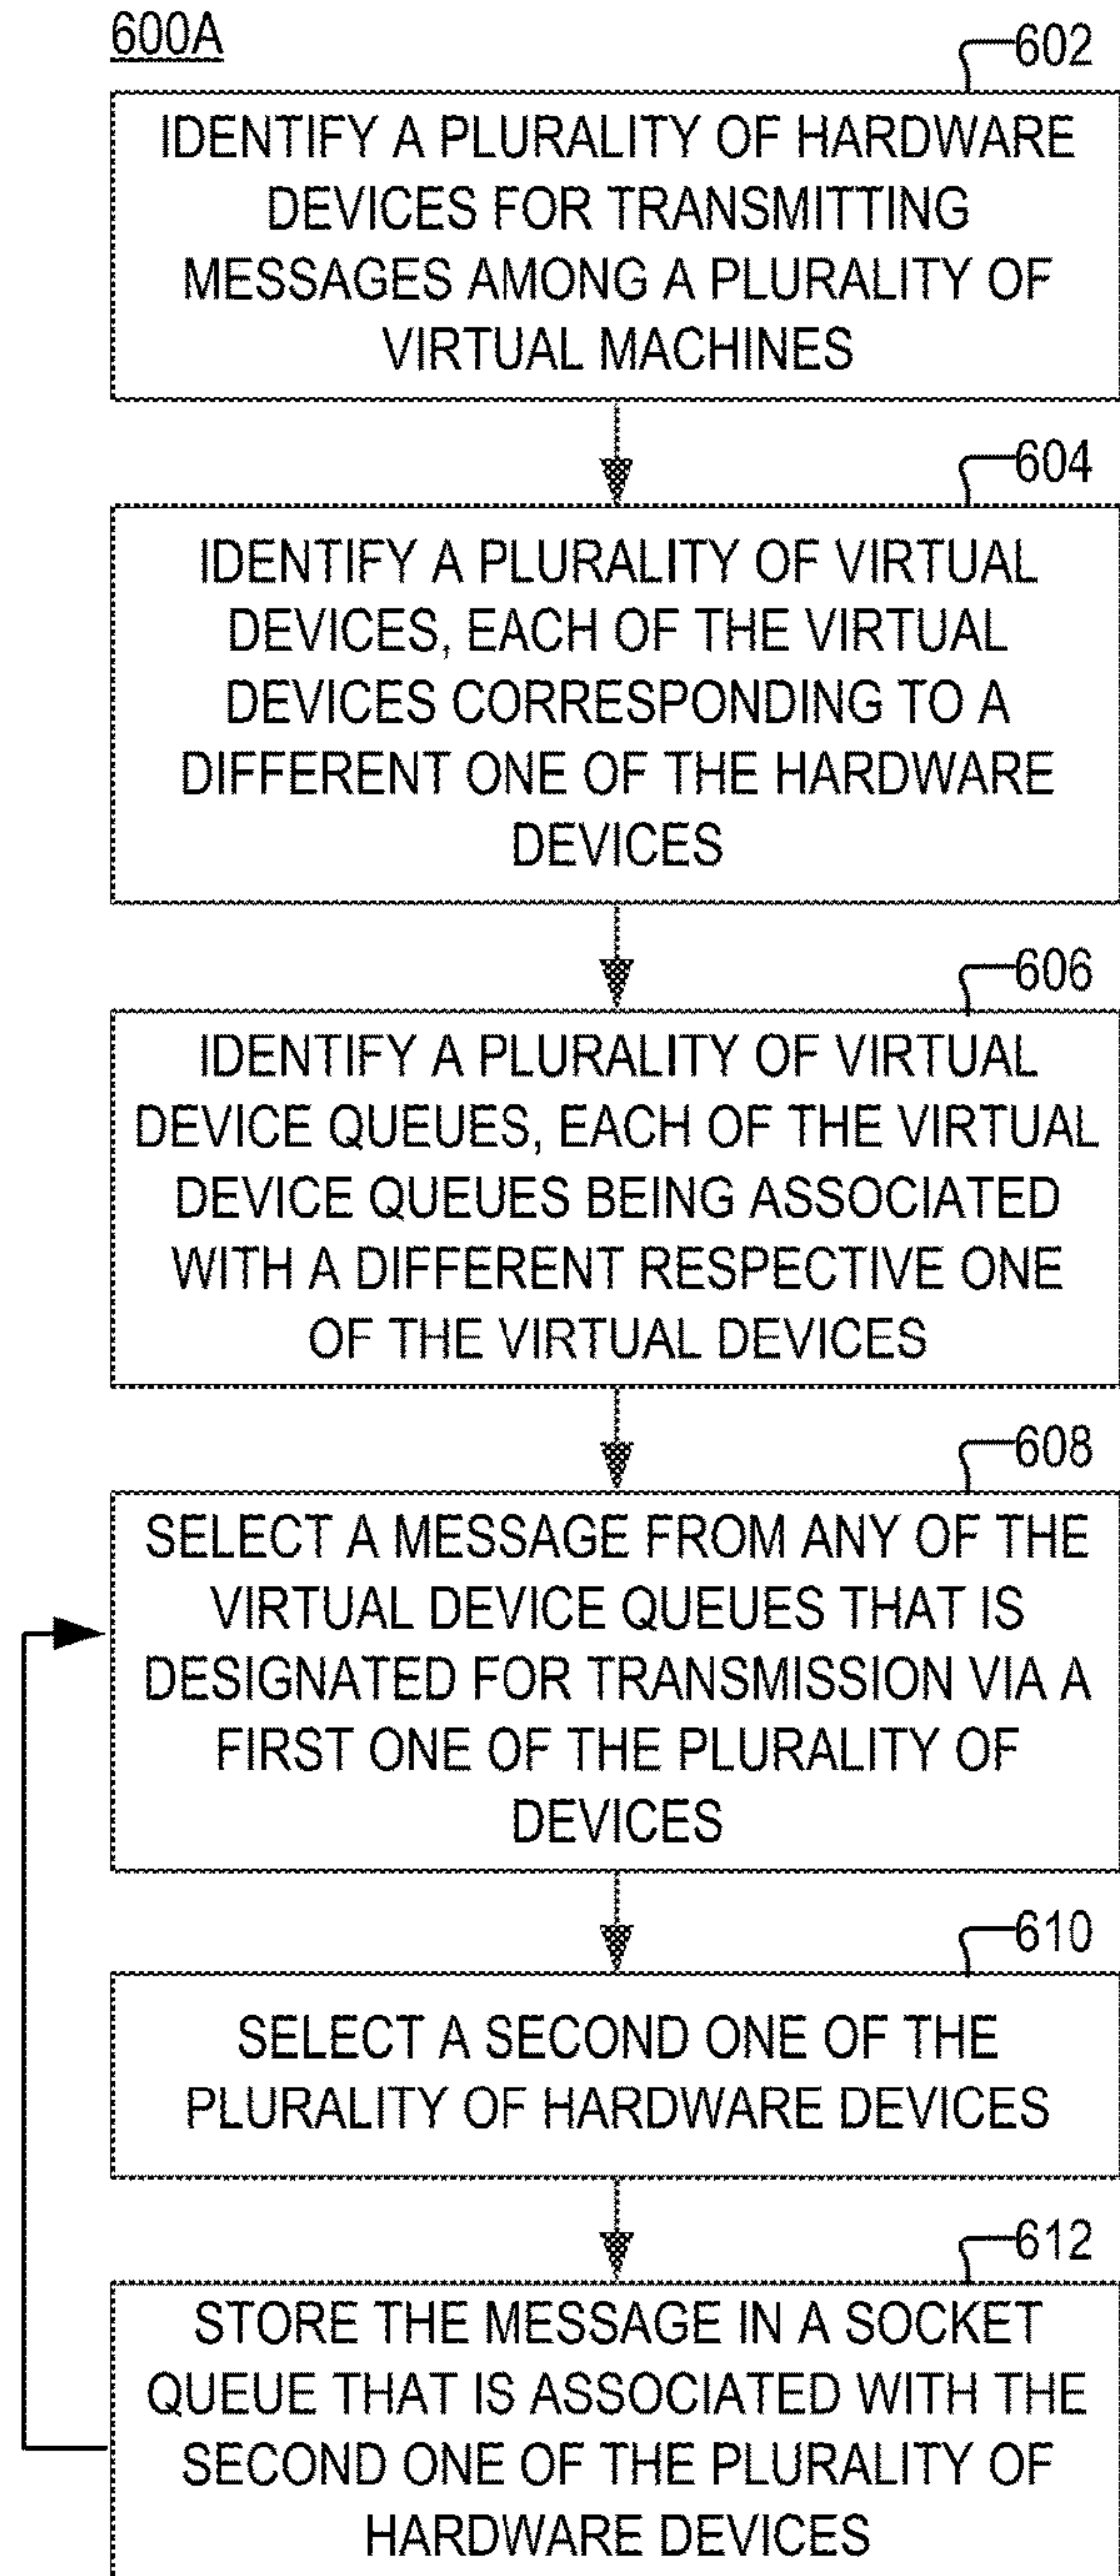 600A
602
IDENTIFY A PLURALITY OF HARDWARE
DEVICES FOR TRANSMITTING
MESSAGES AMONG A PLURALITY OF
VIRTUAL MACHINES
604
IDENTIFY A PLURALITY OF VIRTUAL
DEVICES, EACH OF THE VIRTUAL
DEVICES CORRESPONDING TO A
DIFFERENT ONE OF THE HARDWARE
DEVICES
606
IDENTIFY A PLURALITY OF VIRTUAL
DEVICE QUEUES, EACH OF THE VIRTUAL
DEVICE QUEUES BEING ASSOCIATED
WITH A DIFFERENT RESPECTIVE ONE
OF THE VIRTUAL DEVICES
608
SELECT A MESSAGE FROM ANY OF THE
VIRTUAL DEVICE QUEUES THAT IS
DESIGNATED FOR TRANSMISSION VIA A
FIRST ONE OF THE PLURALITY OF
DEVICES
610
SELECT A SECOND ONE OF THE
PLURALITY OF HARDWARE DEVICES
612
STORE THE MESSAGE IN A SOCKET
QUEUE THAT IS ASSOCIATED WITH THE
SECOND ONE OF THE PLURALITY OF
HARDWARE DEVICES